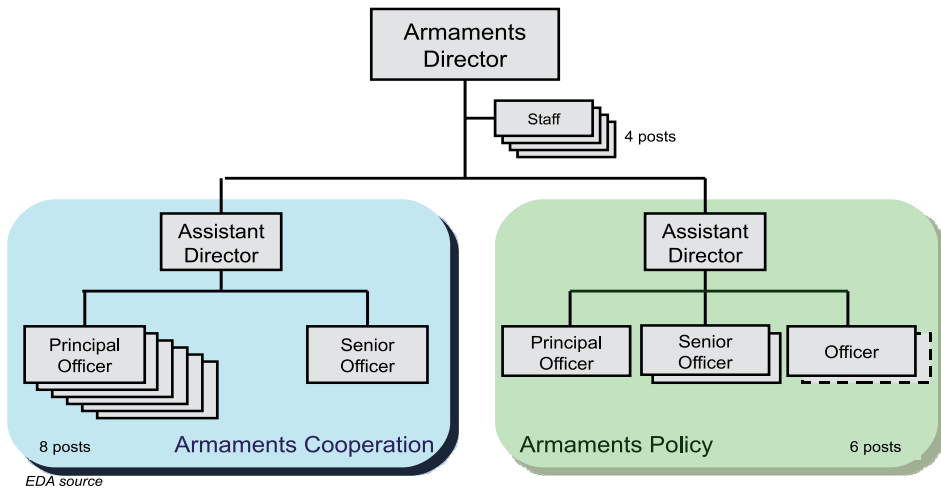 Armaments
Director
Staff
4 posts
Assistant
Director
Assistant
Director
Principal
Officer
Senior
Officer
Principal
Officer
Senior
Officer
Officer
8 posts
Armaments Cooperation
Armaments Policy
6 posts
EDA source